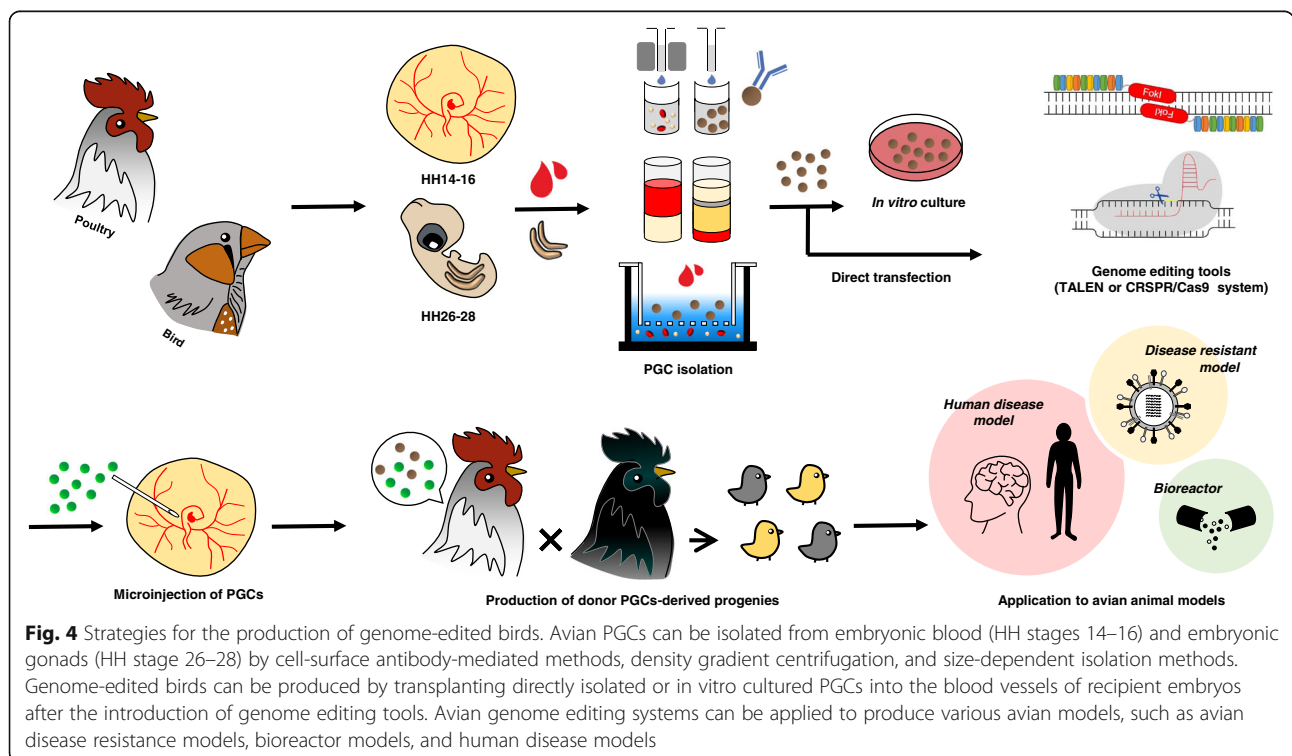 Poultry
Bird
HH14-16
HH26-28
PGC isolation
In vitro culture
Direct transfection
FokI
FokI
Genome editing tools
(TALEN or CRSPR/Cas9 system)
Microinjection of PGCs
Production of donor PGCs-derived progenies
Human disease
model
Disease resistant
model
Bioreactor
Application to avian animal models
Fig. 4 Strategies for the production of genome-edited birds. Avian PGCs can be isolated from embryonic blood (HH stages 14–16) and embryonic
gonads (HH stage 26–28) by cell-surface antibody-mediated methods, density gradient centrifugation, and size-dependent isolation methods.
Genome-edited birds can be produced by transplanting directly isolated or in vitro cultured PGCs into the blood vessels of recipient embryos
after the introduction of genome editing tools. Avian genome editing systems can be applied to produce various avian models, such as avian
disease resistance models, bioreactor models, and human disease models